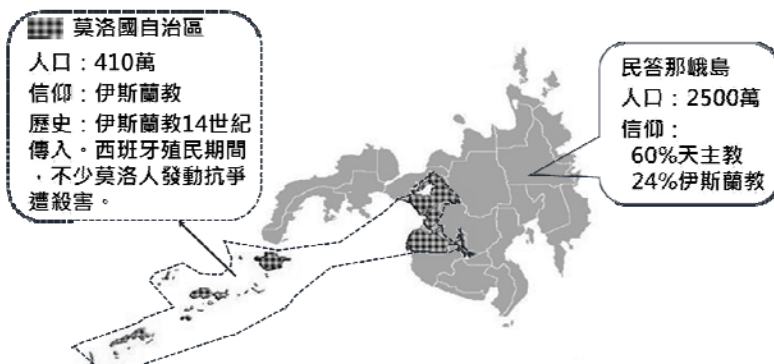 莫洛國自治區
人口：410萬
信仰：伊斯蘭教
歷史：伊斯蘭教14世紀
傳入。西班牙殖民期間
，不少莫洛人發動抗爭
遭殺害。
民答那峨島
人口：2500萬
信仰：
60%天主教
24%伊斯蘭教